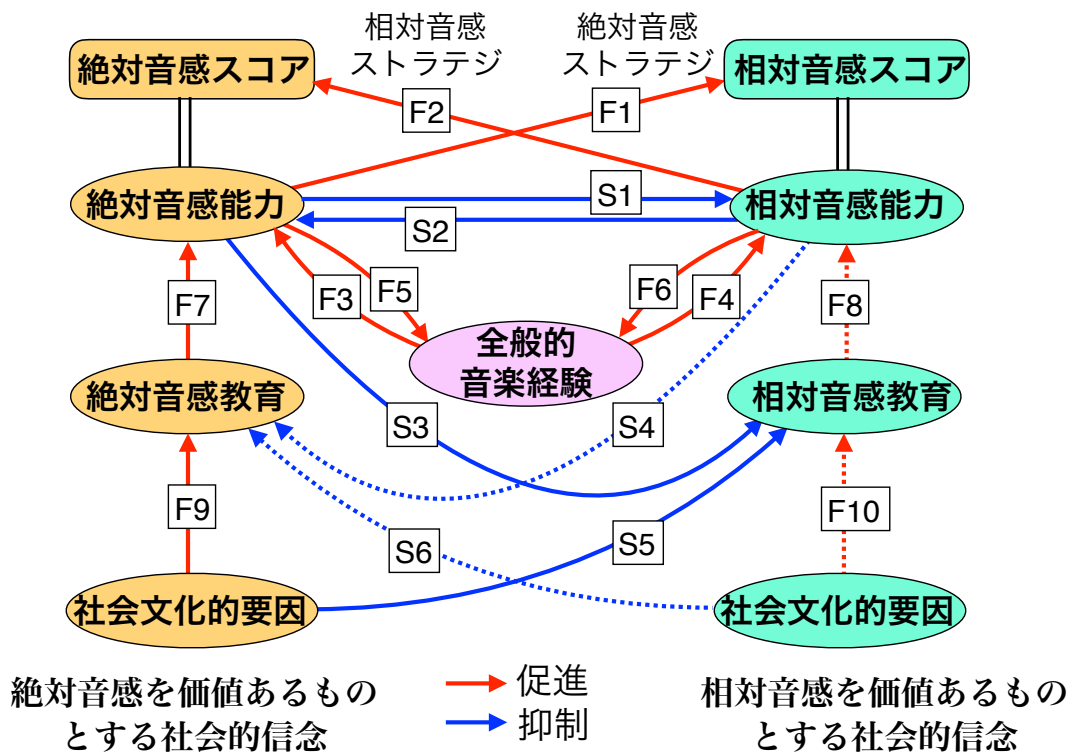 相対音感
ストラテジ
絶対音感
ストラテジ
絶対音感スコア
相対音感スコア
F2
F1
絶対音感能力
相対音感能力
S1
S2
F7
F3
F5
F6
F4
F8
全般的
音楽経験
絶対音感教育
相対音感教育
S3
S4
F9
F10
S6
S5
社会文化的要因
社会文化的要因
絶対音感を価値あるもの
とする社会的信念
促進
抑制
相対音感を価値あるもの
とする社会的信念